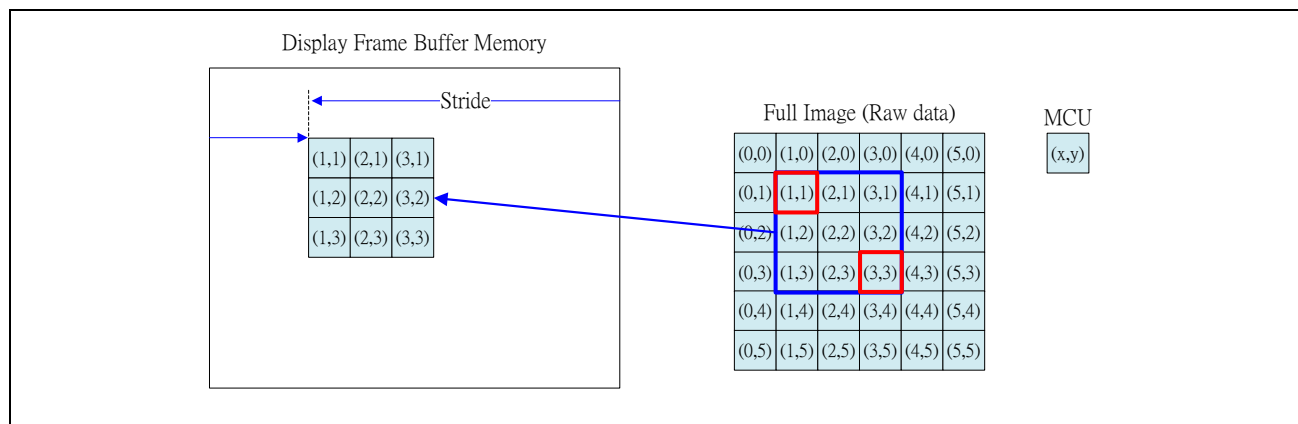 Display Frame Buffer Memory
Stride
(1,1) (2,1) (3,1)
(1,2) (2,2) (3,2)
(1,3) (2,3) (3,3)
Full Image (Raw data)
(0,0) (1,0) (2,0) (3,0) (4,0) (5,0)
(0,1) (1,1) (2,1) (3,1) (4,1) (5,1)
(0,2) (1,2) (2,2) (3,2) (4,2) (5,2)
(0,3) (1,3) (2,3) (3,3) (4,3) (5,3)
(0,4) (1,4) (2,4) (3,4) (4,4) (5,4)
(0,5) (1,5) (2,5) (3,5) (4,5) (5,5)
MCU
(x,y)